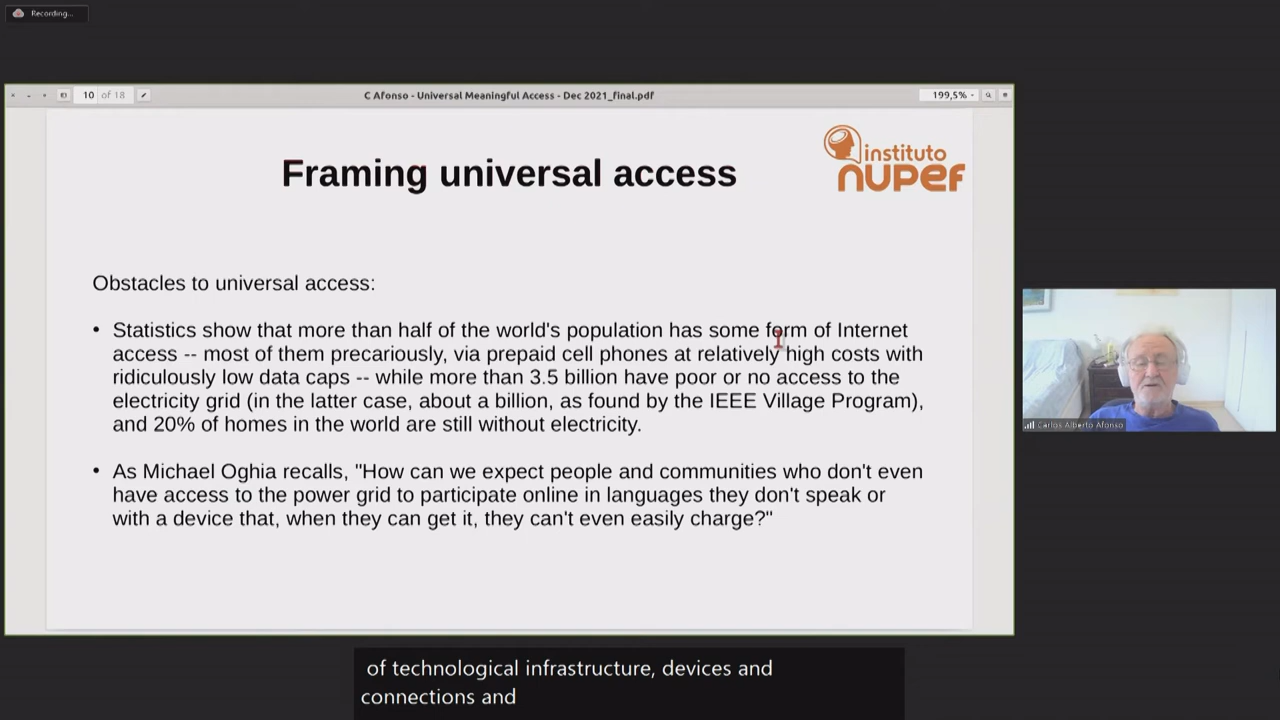 Recording...
10 of 18
C Afonso - Universal Meaningful Access - Dec 2021_final.pdf
199,5%
Framing universal access
instituto
nupef
Obstacles to universal access:
• Statistics show that more than half of the world's population has some form of Internet
access -- most of them precariously, via prepaid cell phones at relatively high costs with
ridiculously low data caps -- while more than 3.5 billion have poor or no access to the
electricity grid (in the latter case, about a billion, as found by the IEEE Village Program),
and 20% of homes in the world are still without electricity.
• As Michael Oghia recalls, "How can we expect people and communities who don't even
have access to the power grid to participate online in languages they don't speak or
with a device that, when they can get it, they can't even easily charge?"
Carlos Alberto Afonso
of technological infrastructure, devices and
connections and